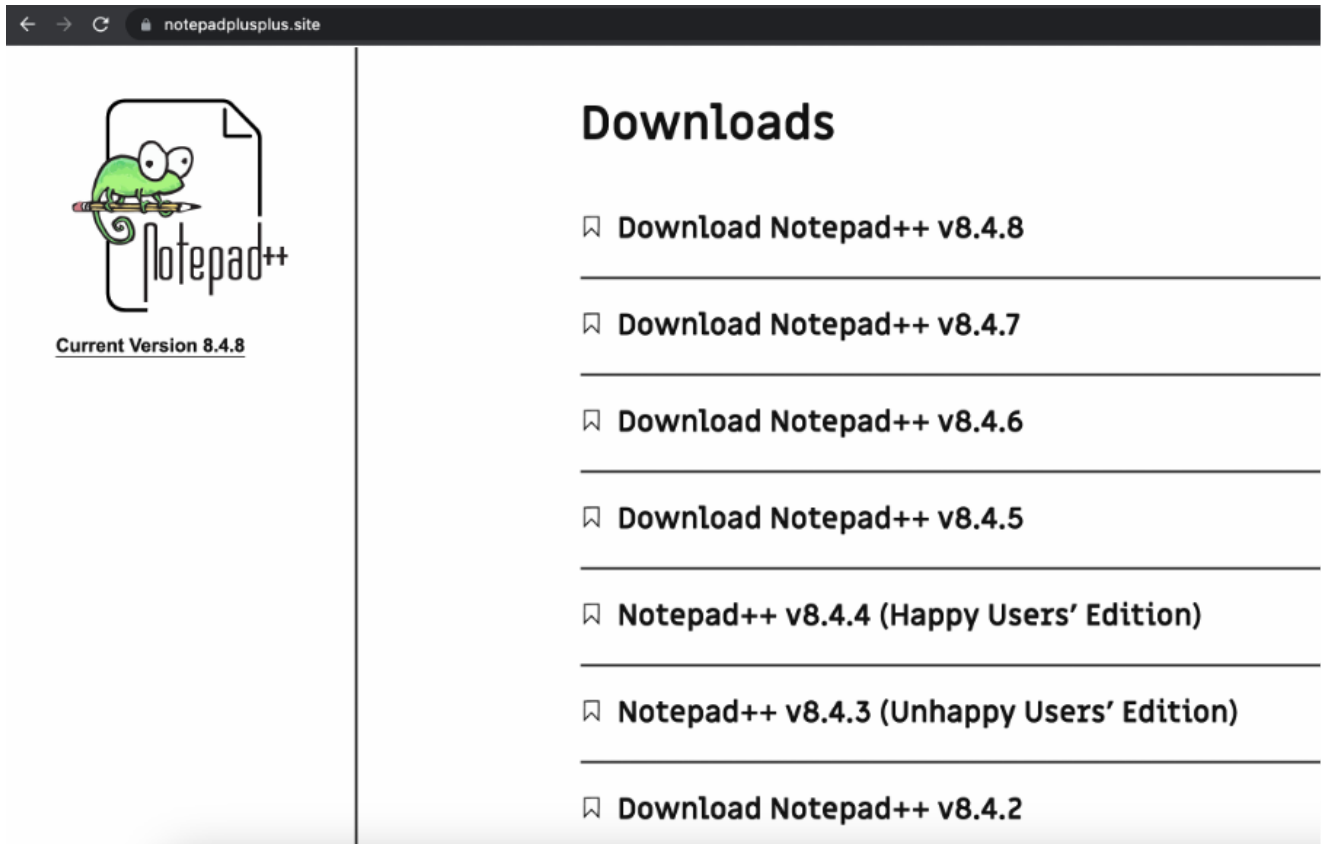 notepadplusplus.site
Notepad++
Current Version 8.4.8
Downloads
Download Notepad++ v8.4.8
Download Notepad++ v8.4.7
Download Notepad++ v8.4.6
Download Notepad++ v8.4.5
Notepad++ v8.4.4 (Happy Users’ Edition)
Notepad++ v8.4.3 (Unhappy Users’ Edition)
Download Notepad++ v8.4.2